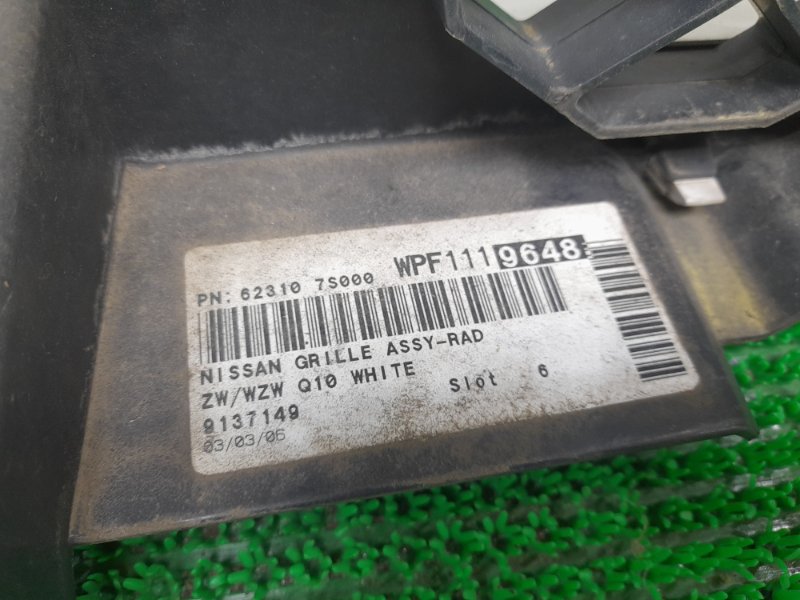 PN: 62310 7S000 WPF1119648
NISSAN GRILLE ASSY-RAD
ZW/WZW Q10 WHITE Slot 6
9137149
03/03/06